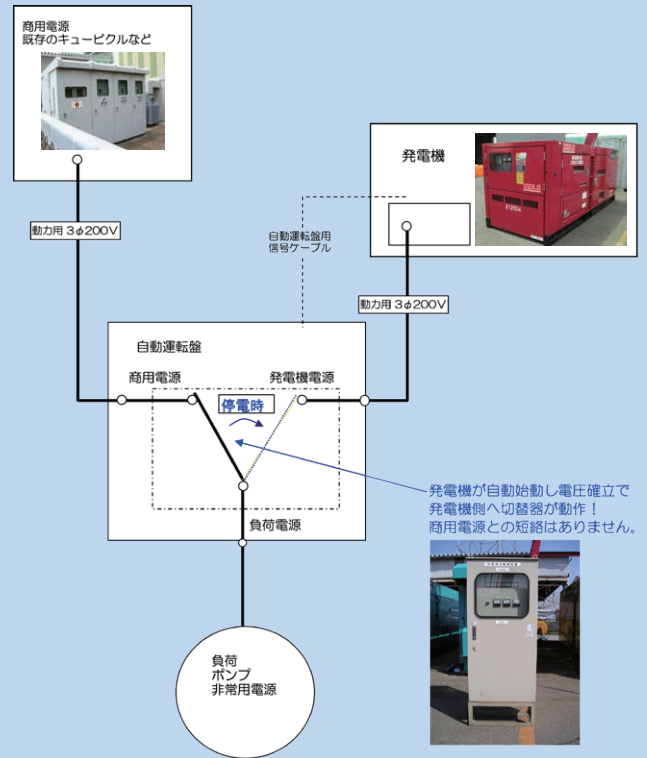 商用電源
既存のキュービクルなど
発電機
動力用 3φ200V
自動運転盤用
信号ケーブル
動力用 3φ200V
自動運転盤
商用電源
発電機電源
停電時
発電機が自動始動し電圧確立で
発電機側へ切替器が動作！
商用電源との短絡はありません。
負荷電源
負荷
ポンプ
非常用電源